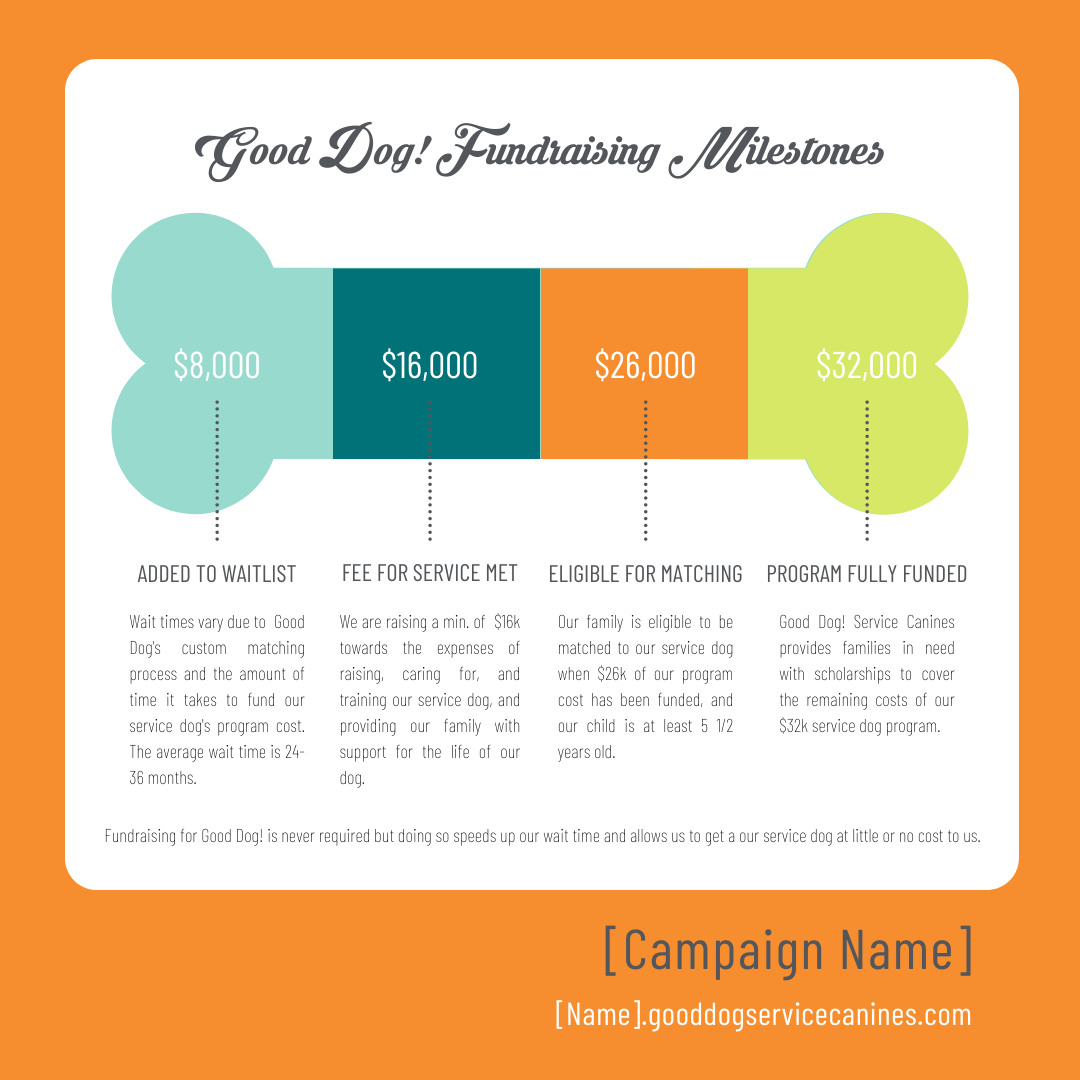 Good Dog! Fundraising Milestones
$8,000
$16,000
$26,000
$32,000
ADDED TO WAITLIST
Wait times vary due to Good
Dog's custom matching
process and the amount of
time it takes to fund our
service dog's program cost.
The average wait time is 24-
36 months.
FEE FOR SERVICE MET
We are raising a min. of $16k
towards the expenses of
raising, caring for, and
training our service dog, and
providing our family with
support for the life of our
dog.
ELIGIBLE FOR MATCHING
Our family is eligible to be
matched to our service dog
when $26k of our program
cost has been funded, and
our child is at least 5 1/2
years old.
PROGRAM FULLY FUNDED
Good Dog! Service Canines
provides families in need
with scholarships to cover
the remaining costs of our
$32k service dog program.
Fundraising for Good Dog! is never required but doing so speeds up our wait time and allows us to get a our service dog at little or no cost to us.
[Campaign Name]
[Name].gooddogservicecanines.com